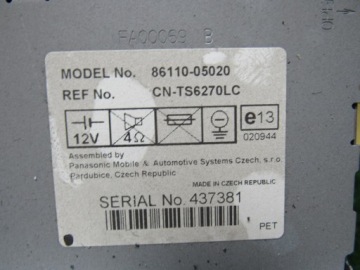 FA00059 B
MODEL No. 86110-05020
REF No. CN-TS6270LC
12V 4Ω e13
020944
Assembled by
Panasonic Mobile & Automotive Systems Czech, s.r.o.
Pardubice, Czech Republic
MADE IN CZECH REPUBLIC
SERIAL No. 437381
PET